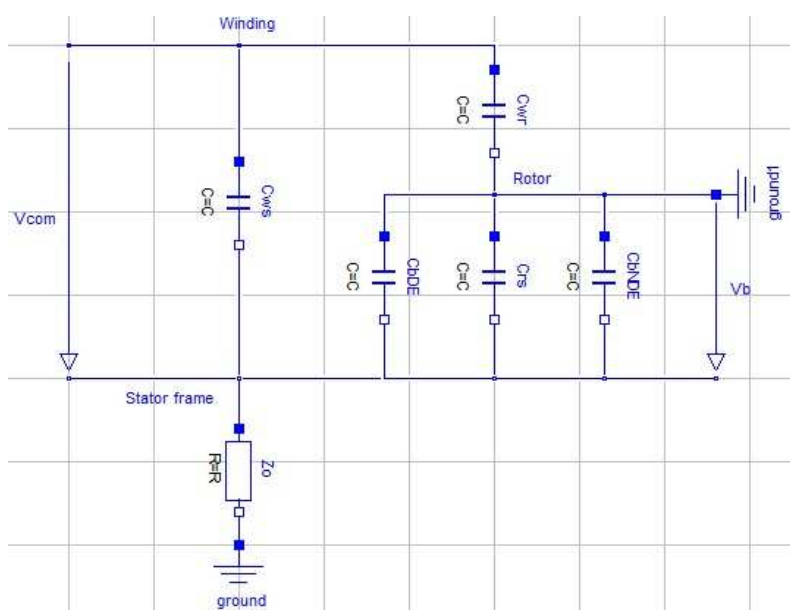 Winding
Cwr
C=C
Rotor
ground1
Vcom
Cws
C=C
CbDE
C=C
Crs
C=C
CbNDE
C=C
Vb
Stator frame
Zo
R=R
ground